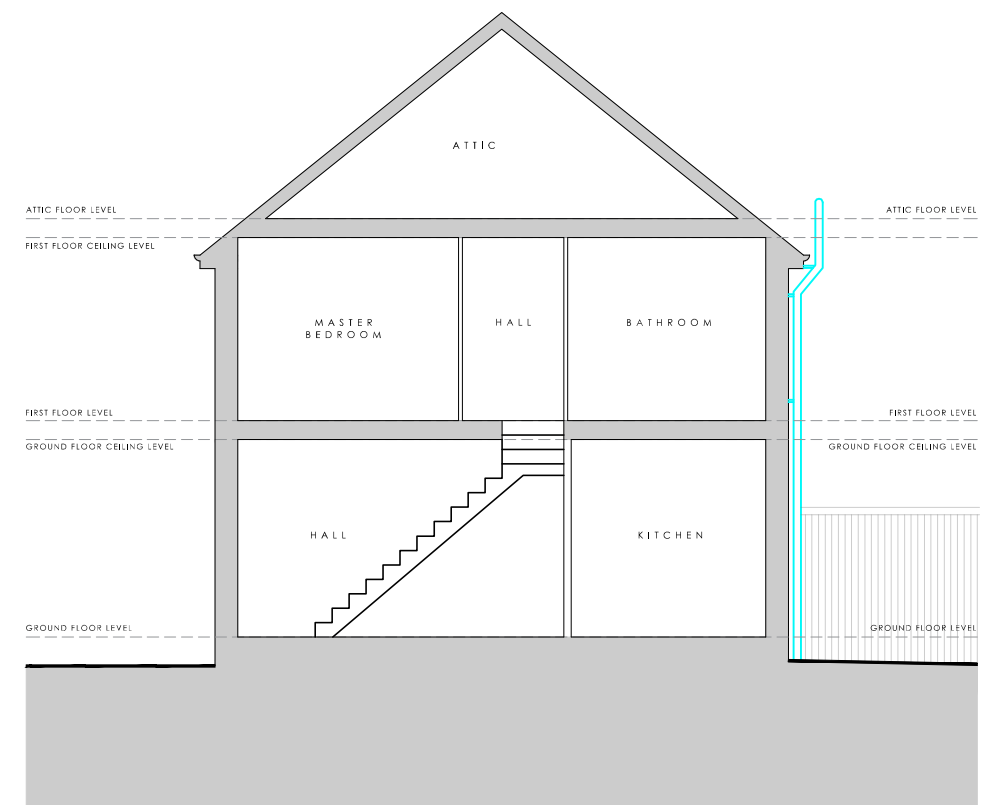 ATTIC
ATTIC FLOOR LEVEL
ATTIC FLOOR LEVEL
FIRST FLOOR CEILING LEVEL
MASTER
BEDROOM
HALL
BATHROOM
FIRST FLOOR LEVEL
FIRST FLOOR LEVEL
GROUND FLOOR CEILING LEVEL
GROUND FLOOR CEILING LEVEL
HALL
KITCHEN
GROUND FLOOR LEVEL
GROUND FLOOR LEVEL